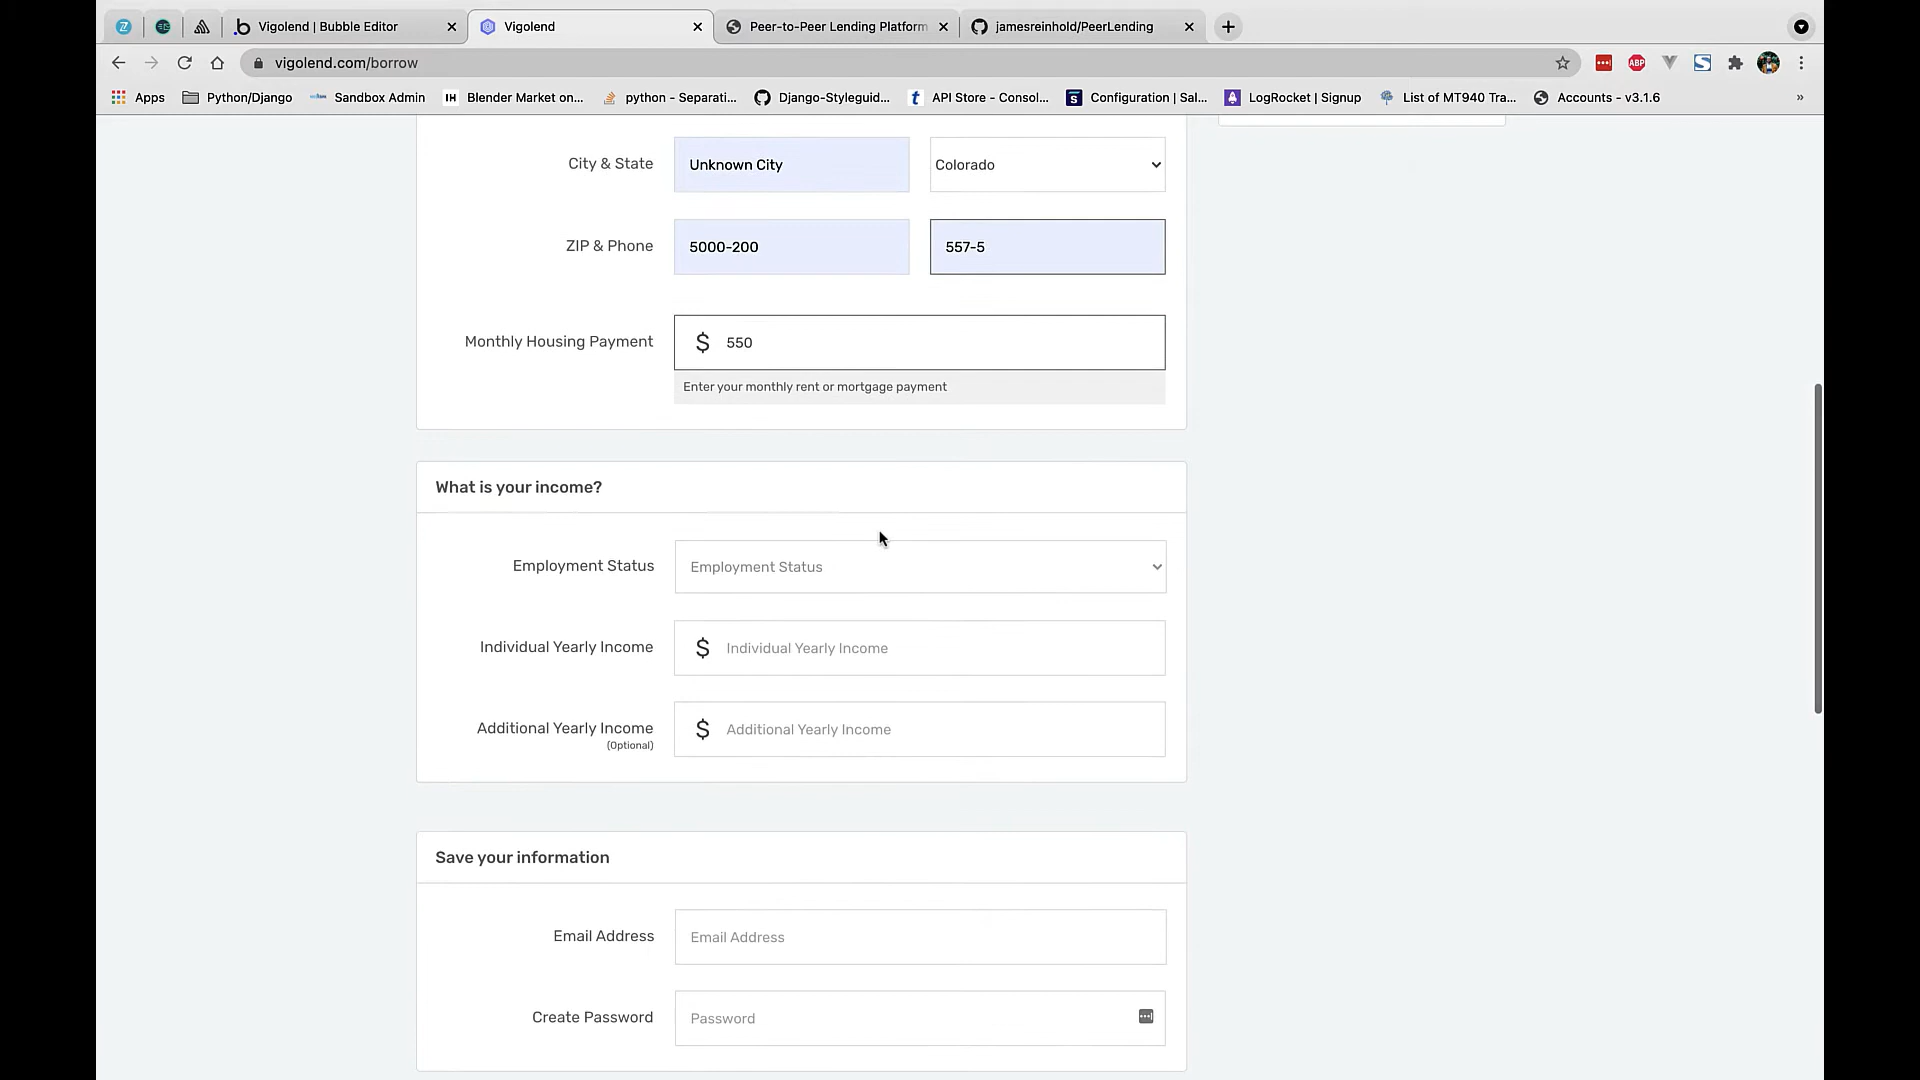 Vigolend | Bubble Editor
Vigolend
Peer-to-Peer Lending Platform
jamesreinhold/PeerLending
vigolend.com/borrow
ABP
Apps
Python/Django
Sandbox Admin
IH
Blender Market on...
python - Separati...
Django-Styleguid...
t
API Store - Consol...
S
Configuration | Sal...
LogRocket | Signup
List of MT940 Tra...
Accounts - v3.1.6
»
City & State
Unknown City
Colorado
ZIP & Phone
5000-200
557-5
Monthly Housing Payment
$ 550
Enter your monthly rent or mortgage payment
What is your income?
Employment Status
Employment Status
Individual Yearly Income
$ Individual Yearly Income
Additional Yearly Income
(Optional)
$ Additional Yearly Income
Save your information
Email Address
Email Address
Create Password
Password